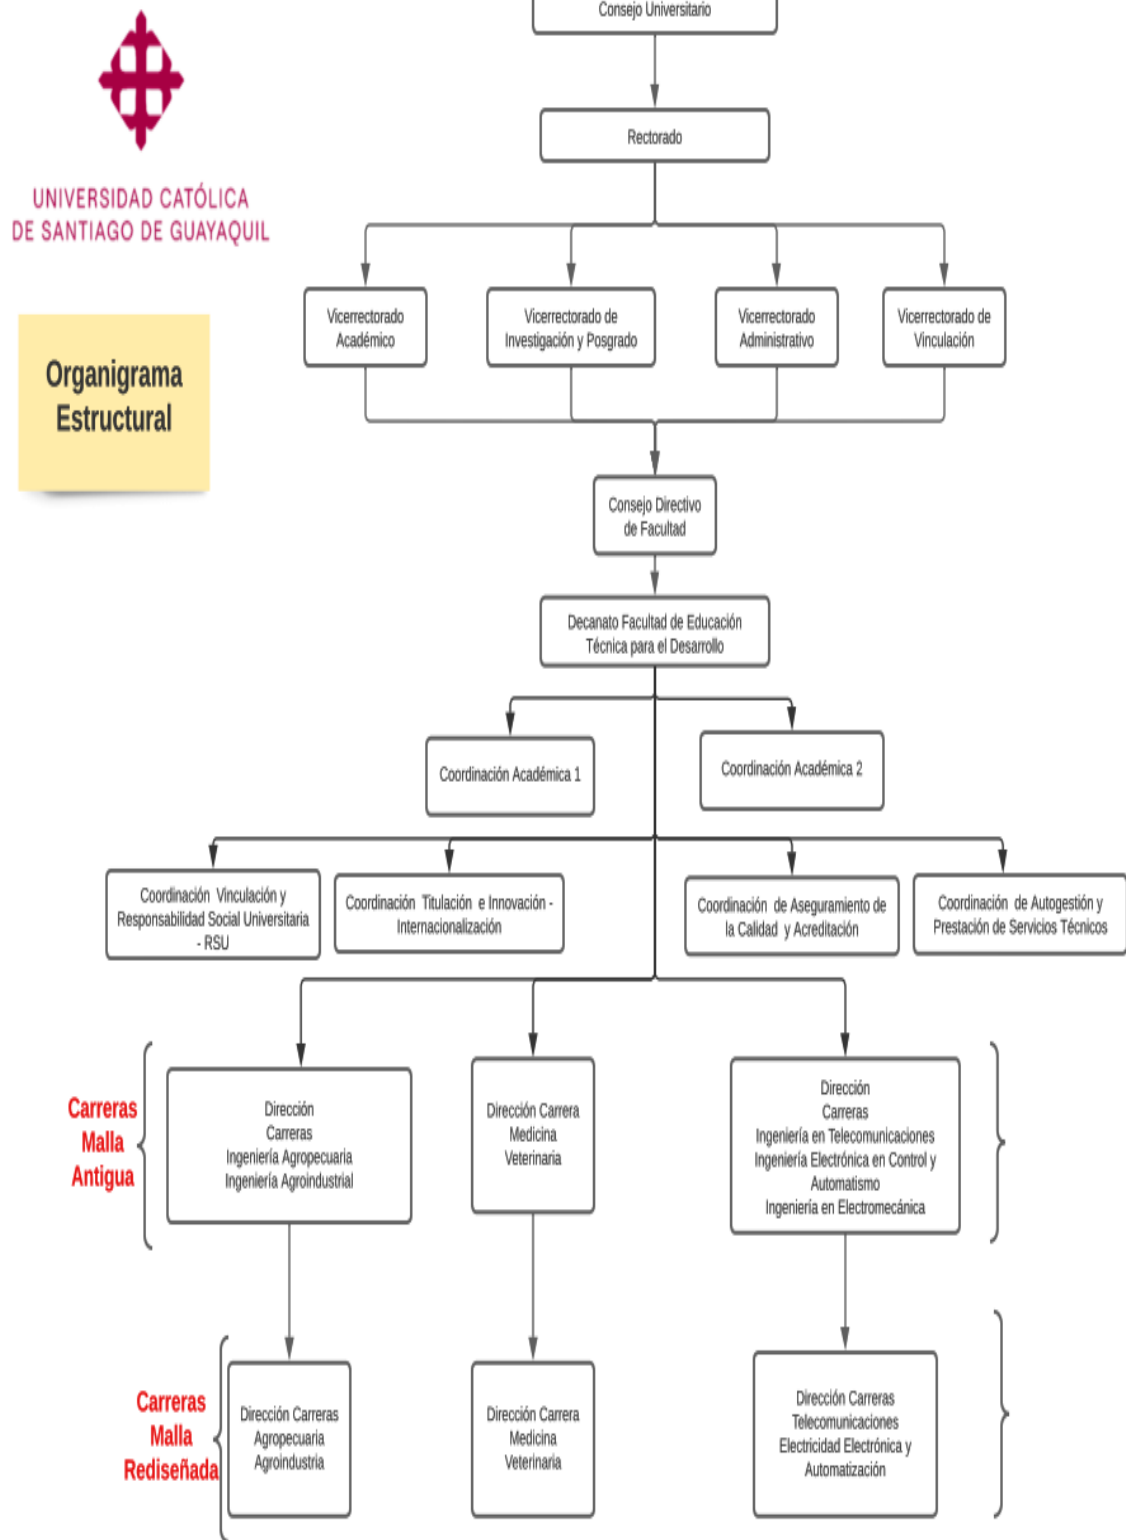 Consejo Universitario
UNIVERSIDAD CATÓLICA
DE SANTIAGO DE GUAYAQUIL
Rectorado
Organigrama
Estructural
Vicerrectorado
Académico
Vicerrectorado de
Investigación y Posgrado
Vicerrectorado
Administrativo
Vicerrectorado de
Vinculación
Consejo Directivo
de Facultad
Decanato Facultad de Educación
Técnica para el Desarrollo
Coordinación Académica 1
Coordinación Académica 2
Coordinación Vinculación y
Responsabilidad Social Universitaria
- RSU
Coordinación Titulación e Innovación -
Internacionalización
Coordinación de Aseguramiento de
la Calidad y Acreditación
Coordinación de Autogestión y
Prestación de Servicios Técnicos
Carreras
Malla
Antigua
Dirección
Carreras
Ingeniería Agropecuaria
Ingeniería Agroindustrial
Dirección Carrera
Medicina
Veterinaria
Dirección
Carreras
Ingeniería en Telecomunicaciones
Ingeniería Electrónica en Control y
Automatismo
Ingeniería en Electromecánica
Carreras
Malla
Rediseñada
Dirección Carreras
Agropecuaria
Agroindustria
Dirección Carrera
Medicina
Veterinaria
Dirección Carreras
Telecomunicaciones
Electricidad Electrónica y
Automatización